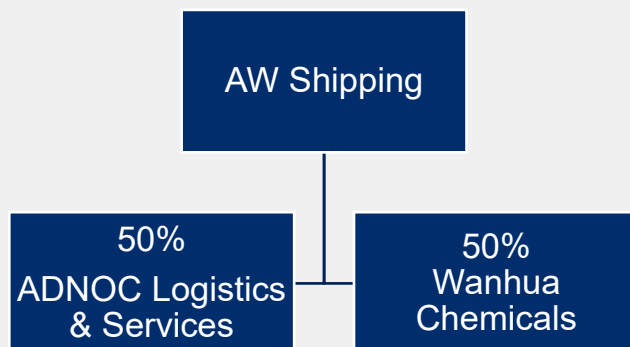 AW Shipping
50%
ADNOC Logistics
& Services
50%
Wanhua
Chemicals